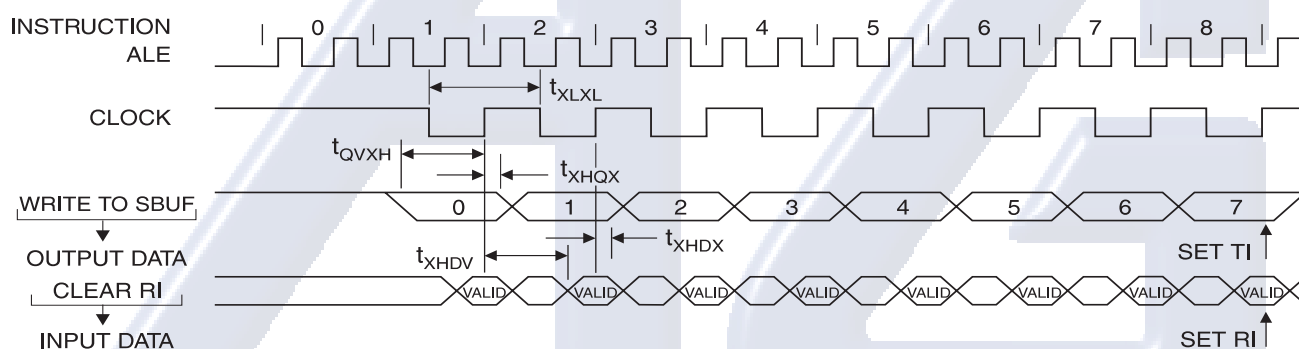 INSTRUCTION 0 1 2 3 4 5 6 7 8
ALE
tXLXL
CLOCK
tQVXH
tXHQX
WRITE TO SBUF 0 1 2 3 4 5 6 7
tXHDV tXHDX SET TI
OUTPUT DATA
CLEAR RI VALID VALID VALID VALID VALID VALID VALID VALID
INPUT DATA SET RI